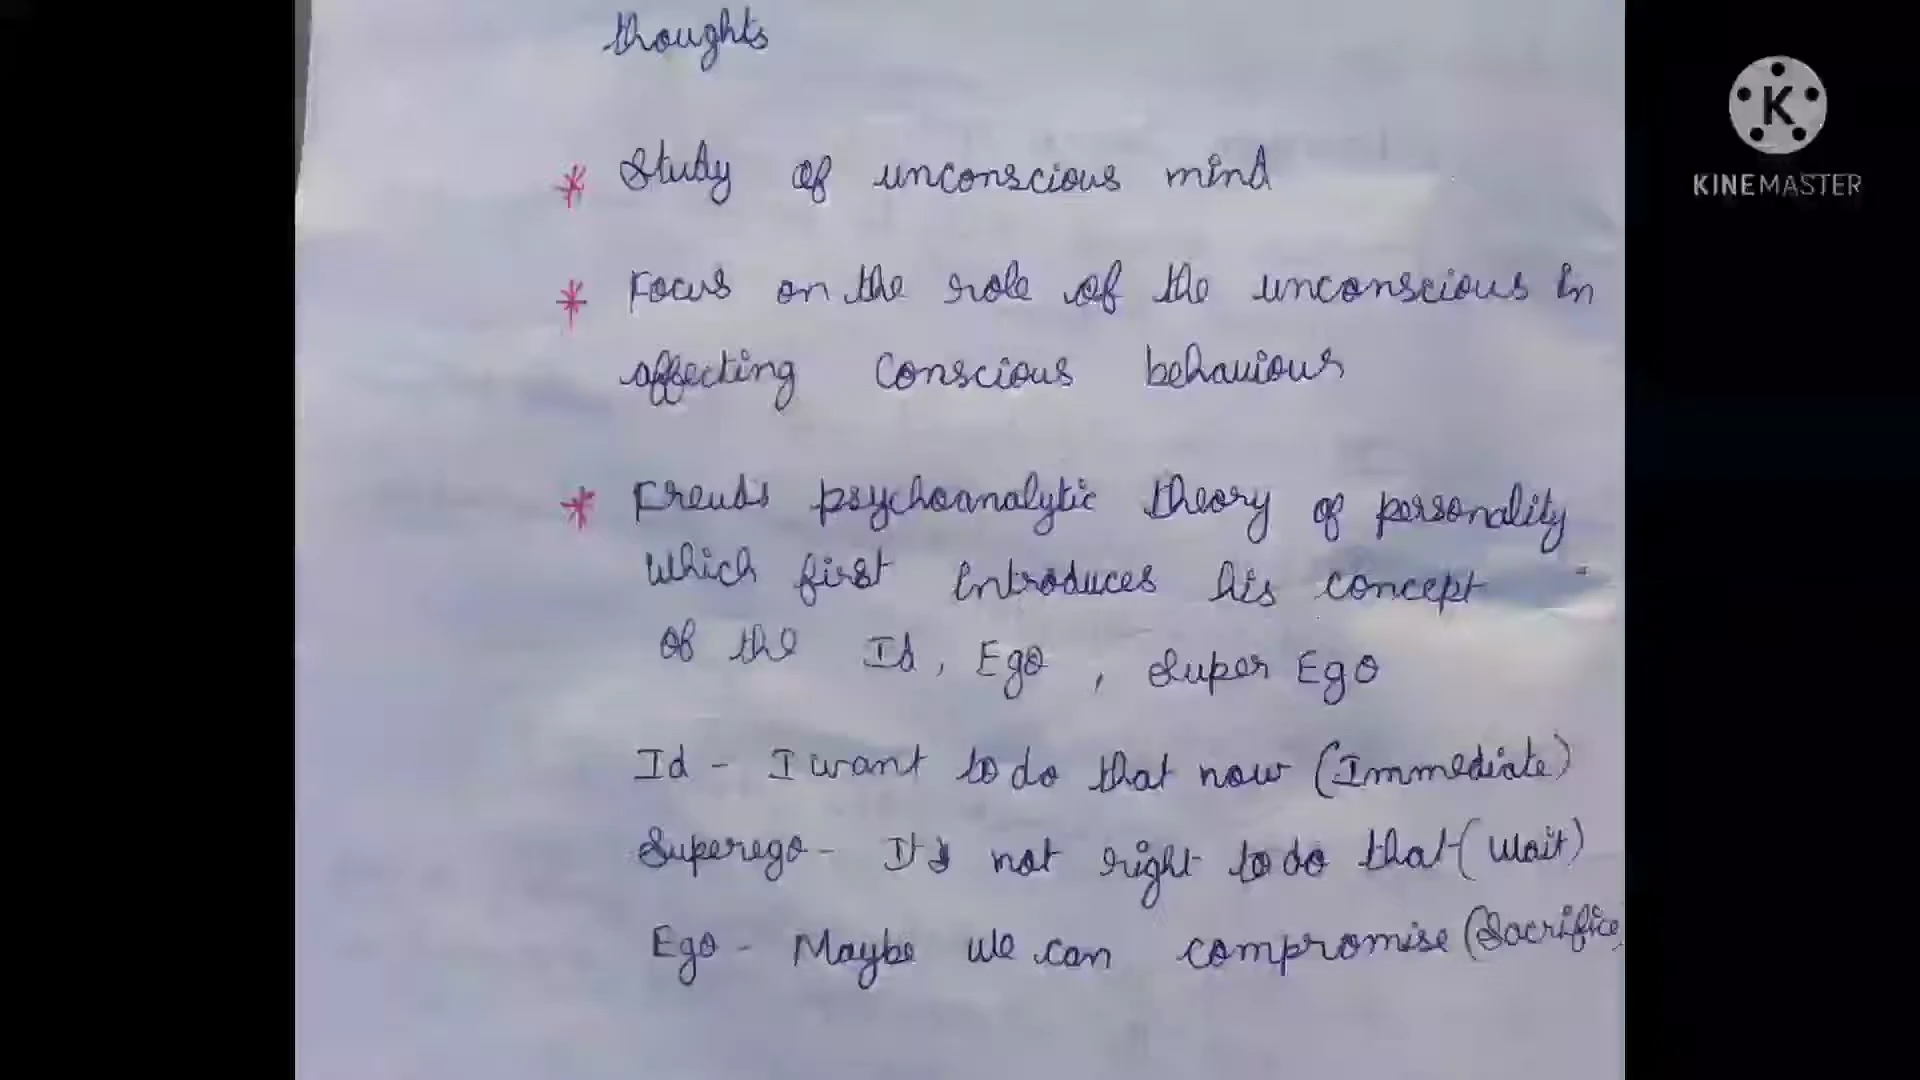 thoughts
* Study of unconscious mind
* Focus on the role of the unconscious in
affecting conscious behaviour
* Freud's psychoanalytic theory of personality
which first introduces his concept
of the Id, Ego, Super Ego
Id - I want to do that now (Immediate)
Superego - It's not right to do that (Wait)
Ego - Maybe we can compromise (Sacrifice)
K
KINEMASTER